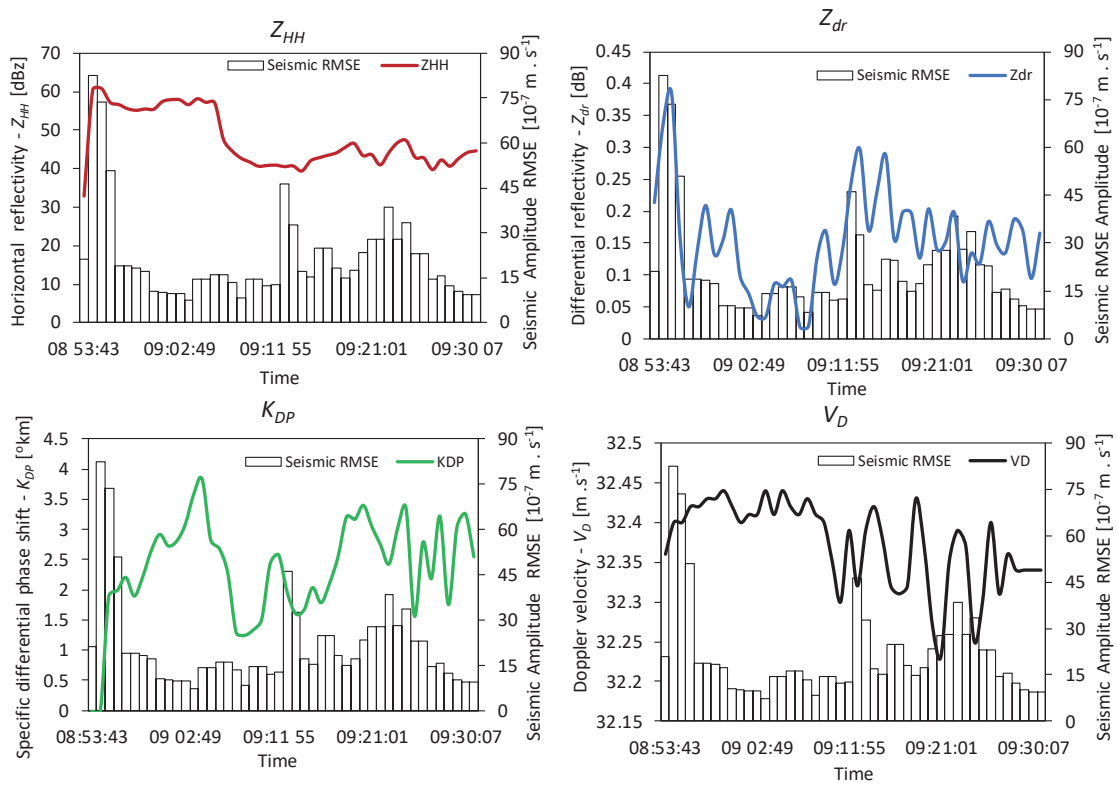 Z_HH
Horizontal reflectivity - Z_HH [dBz]
70
60
50
40
30
20
10
0
Seismic RMSE
ZHH
90
75
60
45
30
15
0
Seismic Amplitude RMSE [10^-7 m . s^-1]
08 53:43 09:02:49 09:11 55 09:21:01 09:30 07
Time
Z_dr
Differential reflectivity - Z_dr [dB]
0.45
0.4
0.35
0.3
0.25
0.2
0.15
0.1
0.05
0
Seismic RMSE
Zdr
90
75
60
45
30
15
0
Seismic RMSE Amplitude RMSE [10^-7 m . s^-1]
08 53:43 09 02:49 09:11:55 09:21:01 09:30 07
Time
K_DP
Specific differential phase shift - K_DP [°km]
4.5
4
3.5
3
2.5
2
1.5
1
0.5
0
Seismic RMSE
KDP
90
75
60
45
30
15
0
Seismic Amplitude RMSE [10^-7 m . s^-1]
08:53:43 09 02:49 09:11 55 09:21:01 09:30:07
Time
V_D
Doppler velocity - V_D [m .s^-1]
32.5
32.4
32.3
32.2
32.15
Seismic RMSE
VD
90
75
60
45
30
15
0
Seismic Amplitude RMSE [10^-7 m . s^-1]
08:53:43 09 02:49 09:11:55 09:21:01 09:30:07
Time